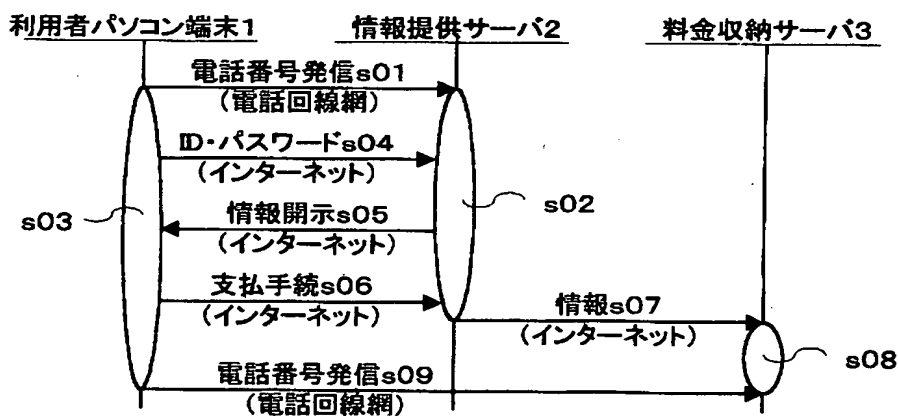 利用者パソコン端末1
情報提供サーバ2
料金収納サーバ3
電話番号発信s01
(電話回線網)
ID・パスワードs04
(インターネット)
s02
s03
情報開示s05
(インターネット)
支払手続s06
(インターネット)
情報s07
(インターネット)
s08
電話番号発信s09
(電話回線網)